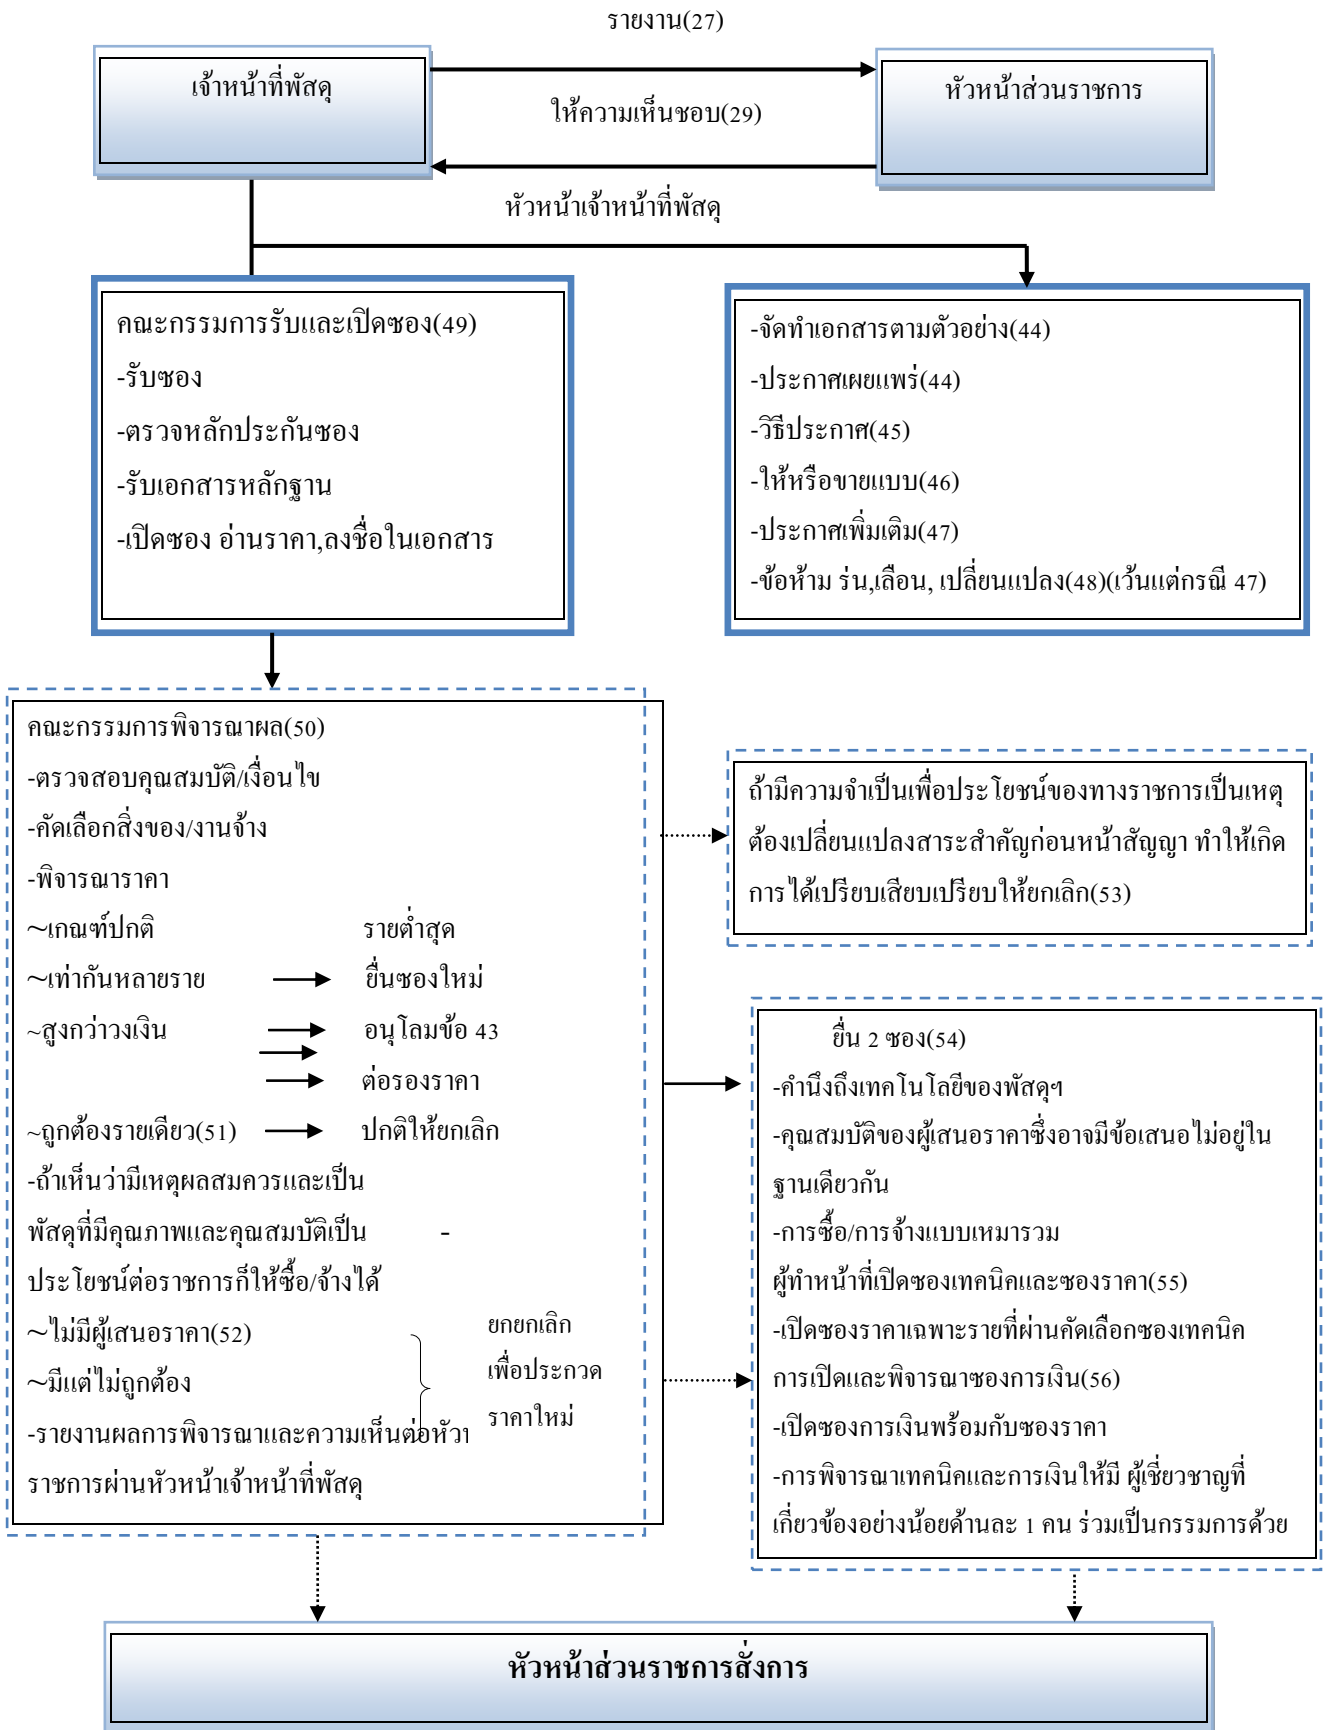 รายงาน(27)
เจ้าหน้าที่พัสดุ
หัวหน้าส่วนราชการ
ให้ความเห็นชอบ(29)
หัวหน้าเจ้าหน้าที่พัสดุ
คณะกรรมการรับและเปิดซอง(49)
-รับซอง
-ตรวจหลักประกันซอง
-รับเอกสารหลักฐาน
-เปิดซอง อ่านราคา,ลงชื่อในเอกสาร
-จัดทำเอกสารตามตัวอย่าง(44)
-ประกาศเผยแพร่(44)
-วิธีประกาศ(45)
-ให้หรือขายแบบ(46)
-ประกาศเพิ่มเติม(47)
-ข้อห้าม ร่น,เลือน, เปลี่ยนแปลง(48)(เว้นแต่กรณี 47)
คณะกรรมการพิจารณาผล(50)
-ตรวจสอบคุณสมบัติ/เงื่อนไข
-คัดเลือกสิ่งของ/งานจ้าง
-พิจารณาราคา
~เกณฑ์ปกติ รายต่ำสุด
~เท่ากันหลายราย ยื่นซองใหม่
~สูงกว่าวงเงิน อนุโลมข้อ 43
ต่อรองราคา
~ถูกต้องรายเดียว(51) ปกติให้ยกเลิก
-ถ้าเห็นว่ามีเหตุผลสมควรและเป็น
พัสดุที่มีคุณภาพและคุณสมบัติเป็น -
ประโยชน์ต่อราชการก็ให้ซื้อ/จ้างได้
~ไม่มีผู้เสนอราคา(52)
~มีแต่ไม่ถูกต้อง
ยกยกเลิก
เพื่อประกวด
ราคาใหม่
-รายงานผลการพิจารณาและความเห็นต่อหัว
ราชการผ่านหัวหน้าเจ้าหน้าที่พัสดุ
ถ้ามีความจำเป็นเพื่อประโยชน์ของทางราชการเป็นเหตุ
ต้องเปลี่ยนแปลงสาระสำคัญก่อนหน้าสัญญา ทำให้เกิด
การได้เปรียบเสียบเปรียบให้ยกเลิก(53)
ยื่น 2 ซอง(54)
-คำนึงถึงเทคโนโลยีของพัสดุฯ
-คุณสมบัติของผู้เสนอราคาซึ่งอาจมีข้อเสนอไม่อยู่ใน
ฐานเดียวกัน
-การซื้อ/การจ้างแบบเหมารวม
ผู้ทำหน้าที่เปิดซองเทคนิคและซองราคา(55)
-เปิดซองราคาเฉพาะรายที่ผ่านคัดเลือกซองเทคนิค
การเปิดและพิจารณาซองการเงิน(56)
-เปิดซองการเงินพร้อมกับซองราคา
-การพิจารณาเทคนิคและการเงินให้มี ผู้เชี่ยวชาญที่
เกี่ยวข้องอย่างน้อยด้านละ 1 คน ร่วมเป็นกรรมการด้วย
หัวหน้าส่วนราชการสั่งการ